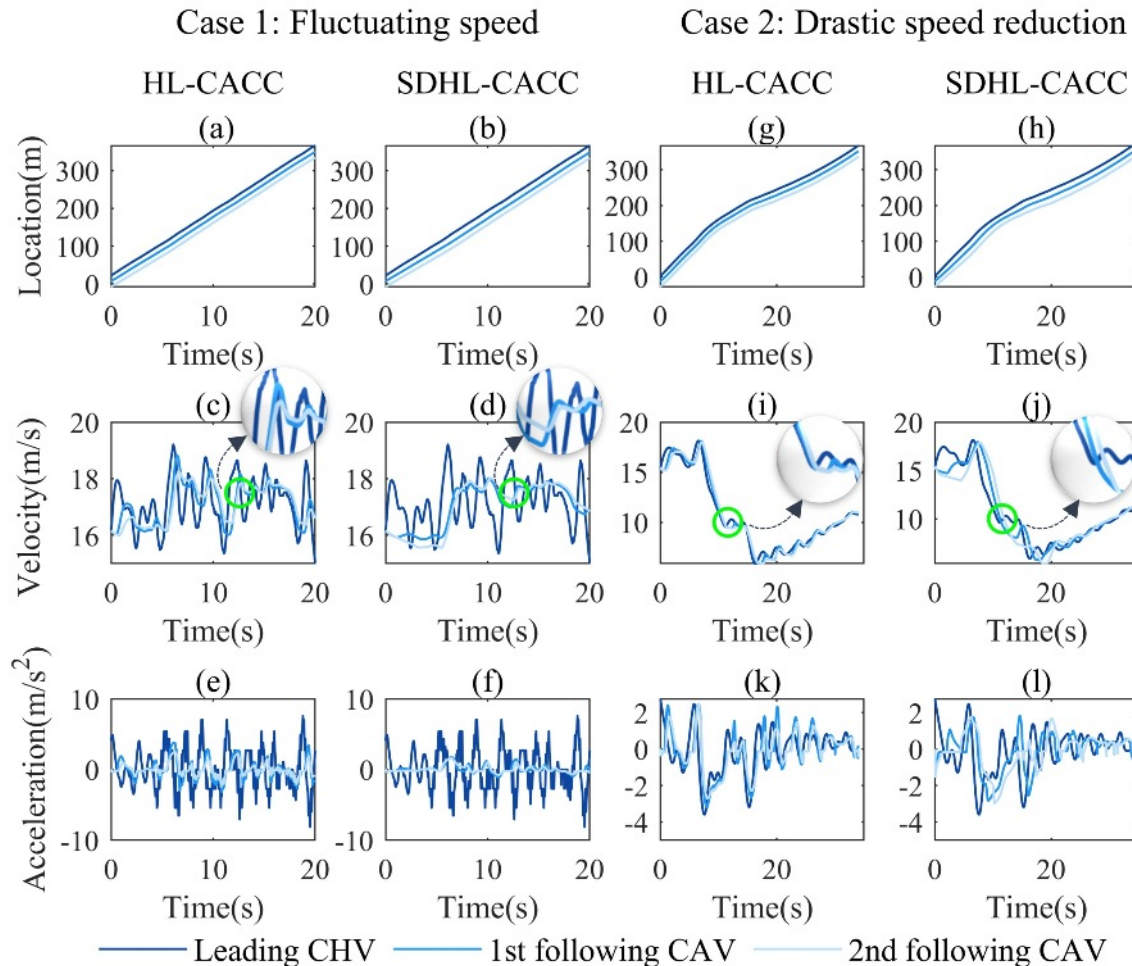 Case 1: Fluctuating speed Case 2: Drastic speed reduction
HL-CACC SDHL-CACC HL-CACC SDHL-CACC
(a) (b) (g) (h)
Location(m)
300 300 300 300
200 200 200 200
100 100 100 100
0 0 0 0
0 10 20 0 10 20 0 20 0 20
Time(s) Time(s) Time(s) Time(s)
(c) (d) (i) (j)
Velocity(m/s)
20 20 20 20
18 18 15 15
16 16 10 10
0 10 20 0 10 20 0 20 0 20
Time(s) Time(s) Time(s) Time(s)
(e) (f) (k) (l)
Acceleration(m/s²)
10 10 2 2
0 0 0 0
-2 -2
-10 -10 -4 -4
0 10 20 0 10 20 0 20 0 20
Time(s) Time(s) Time(s) Time(s)
Leading CHV 1st following CAV 2nd following CAV